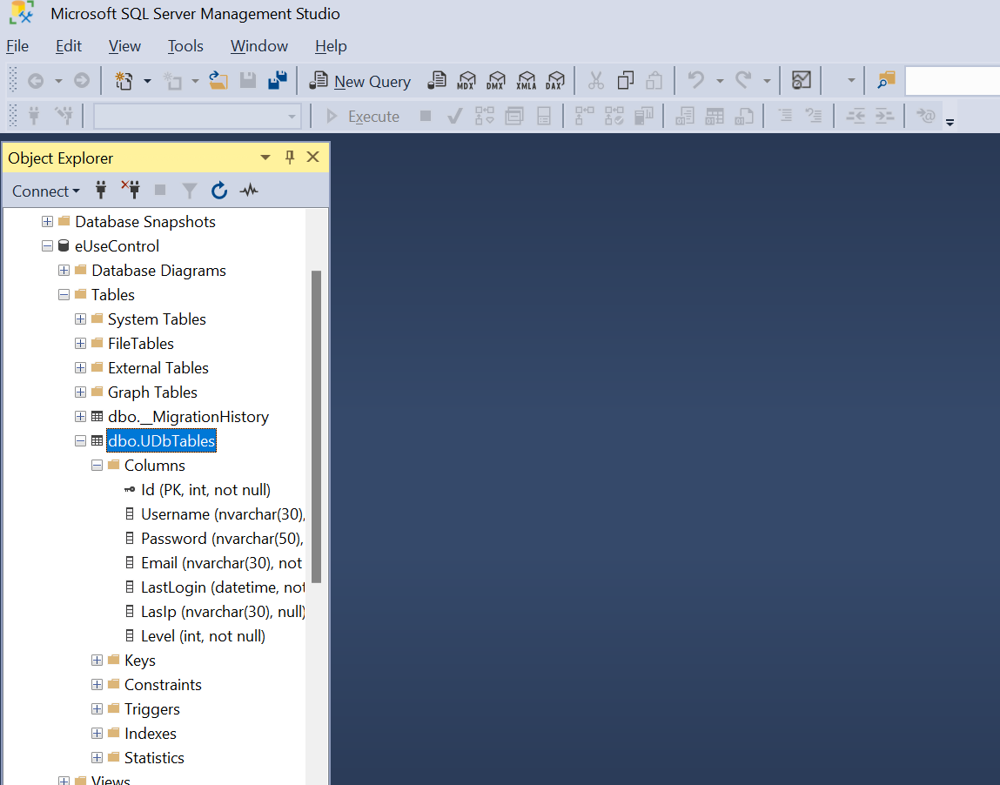 Microsoft SQL Server Management Studio
File Edit View Tools Window Help
New Query MDX DMX XMLA DAX
Execute
Object Explorer
Connect
Database Snapshots
eUseControl
Database Diagrams
Tables
System Tables
FileTables
External Tables
Graph Tables
dbo.__MigrationHistory
dbo.UDbTables
Columns
Id (PK, int, not null)
Username (nvarchar(30),
Password (nvarchar(50),
Email (nvarchar(30), not
LastLogin (datetime, not
LasIp (nvarchar(30), null)
Level (int, not null)
Keys
Constraints
Triggers
Indexes
Statistics
Views